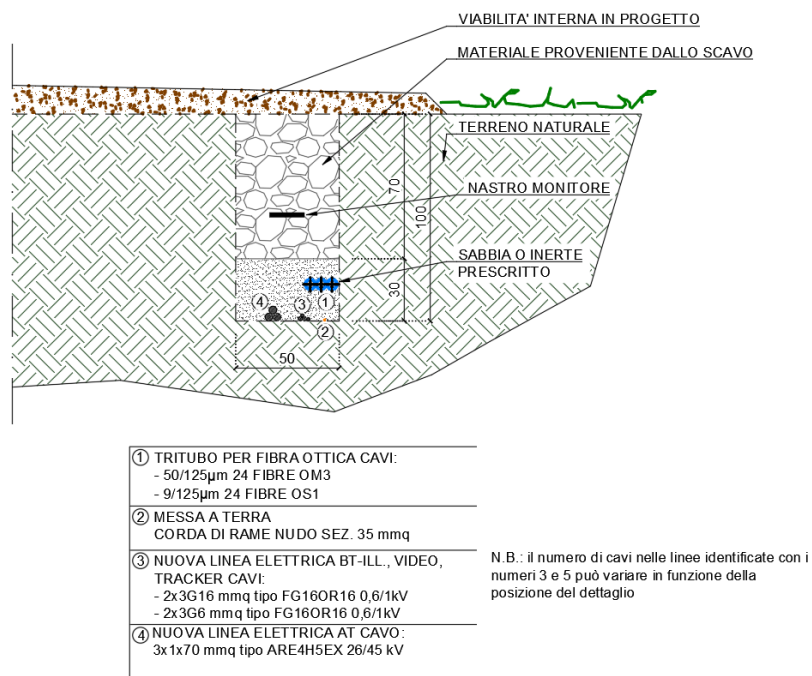 VIABILITA' INTERNA IN PROGETTO
MATERIALE PROVENIENTE DALLO SCAVO
TERRENO NATURALE
70
NASTRO MONITORE
100
SABBIA O INERTE
PRESCRITTO
30
4
3
1
2
50
1 TRITUBO PER FIBRA OTTICA CAVI:
- 50/125µm 24 FIBRE OM3
- 9/125µm 24 FIBRE OS1
2 MESSA A TERRA
CORDA DI RAME NUDO SEZ. 35 mmq
3 NUOVA LINEA ELETTRICA BT-ILL., VIDEO,
TRACKER CAVI:
- 2x3G16 mmq tipo FG16OR16 0,6/1kV
- 2x3G6 mmq tipo FG16OR16 0,6/1kV
4 NUOVA LINEA ELETTRICA AT CAVO:
3x1x70 mmq tipo ARE4H5EX 26/45 kV
N.B.: il numero di cavi nelle linee identificate con i
numeri 3 e 5 può variare in funzione della
posizione del dettaglio